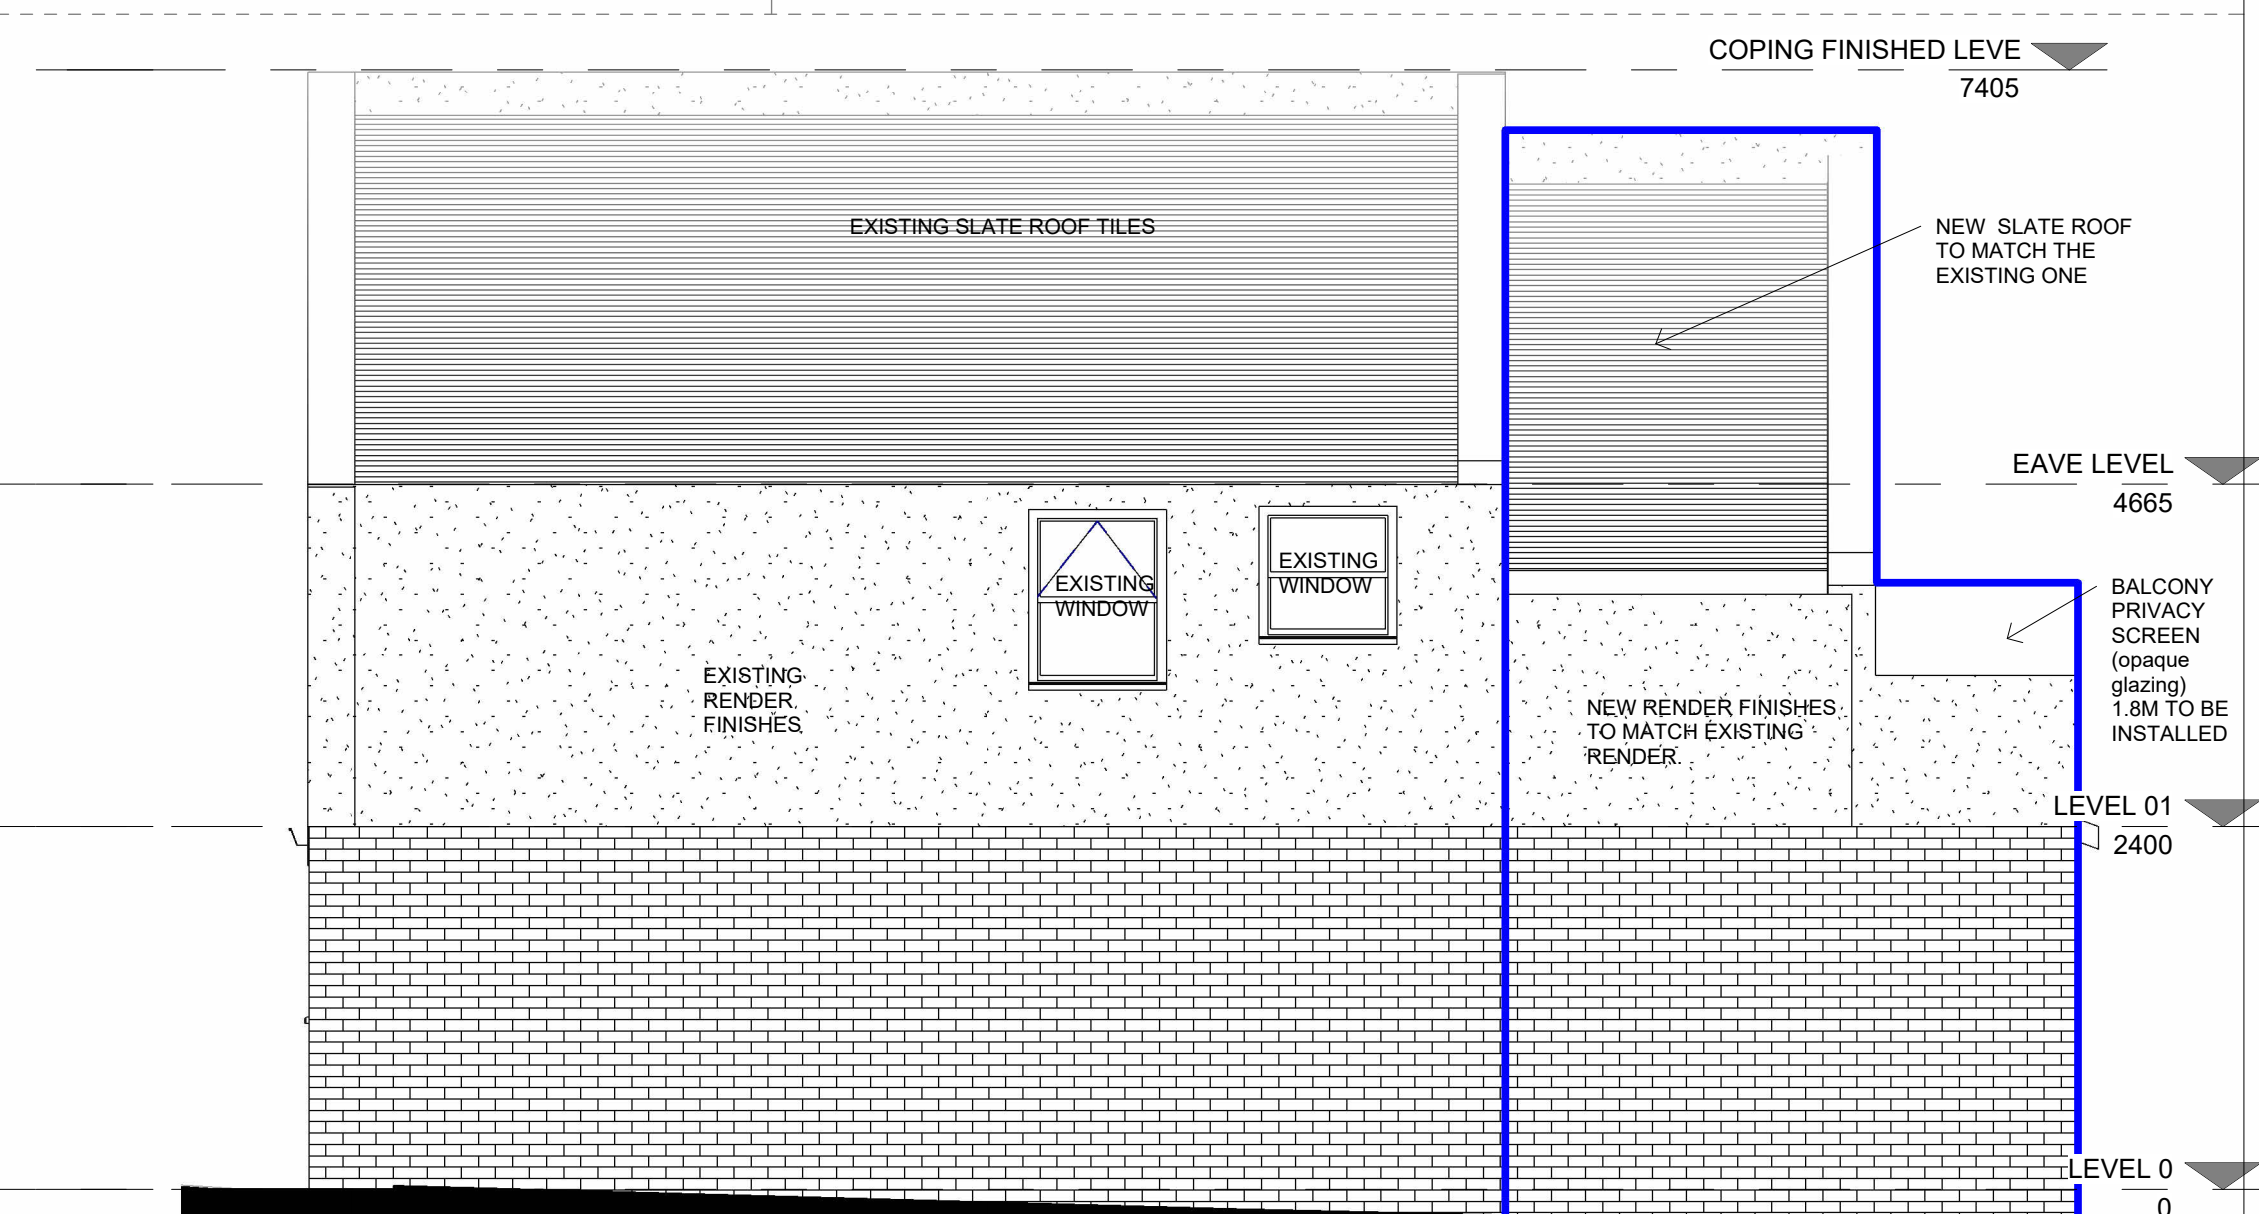 COPING FINISHED LEVE
7405
EXISTING SLATE ROOF TILES
NEW SLATE ROOF
TO MATCH THE
EXISTING ONE
EAVE LEVEL
4665
EXISTING
WINDOW
EXISTING
WINDOW
BALCONY
PRIVACY
SCREEN
(opaque
glazing)
1.8M TO BE
INSTALLED
EXISTING
RENDER
FINISHES
NEW RENDER FINISHES
TO MATCH EXISTING
RENDER.
LEVEL 01
2400
LEVEL 0
0